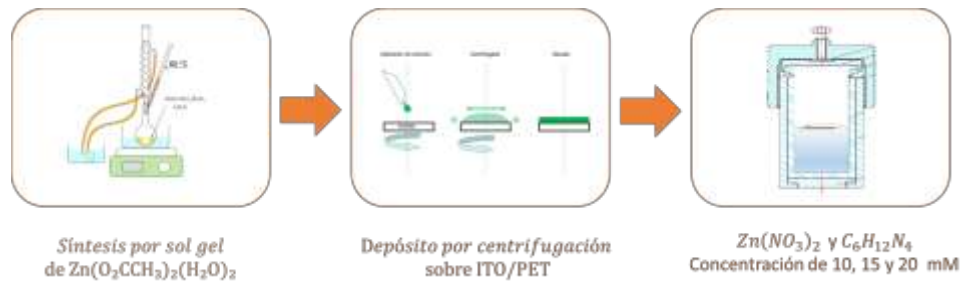 Síntesis por sol gel
de Zn(O₂CCH₃)₂(H₂O)₂
Depósito por centrifugación
sobre ITO/PET
Zn(NO₃)₂ y C₆H₁₂N₄
Concentración de 10, 15 y 20 mM